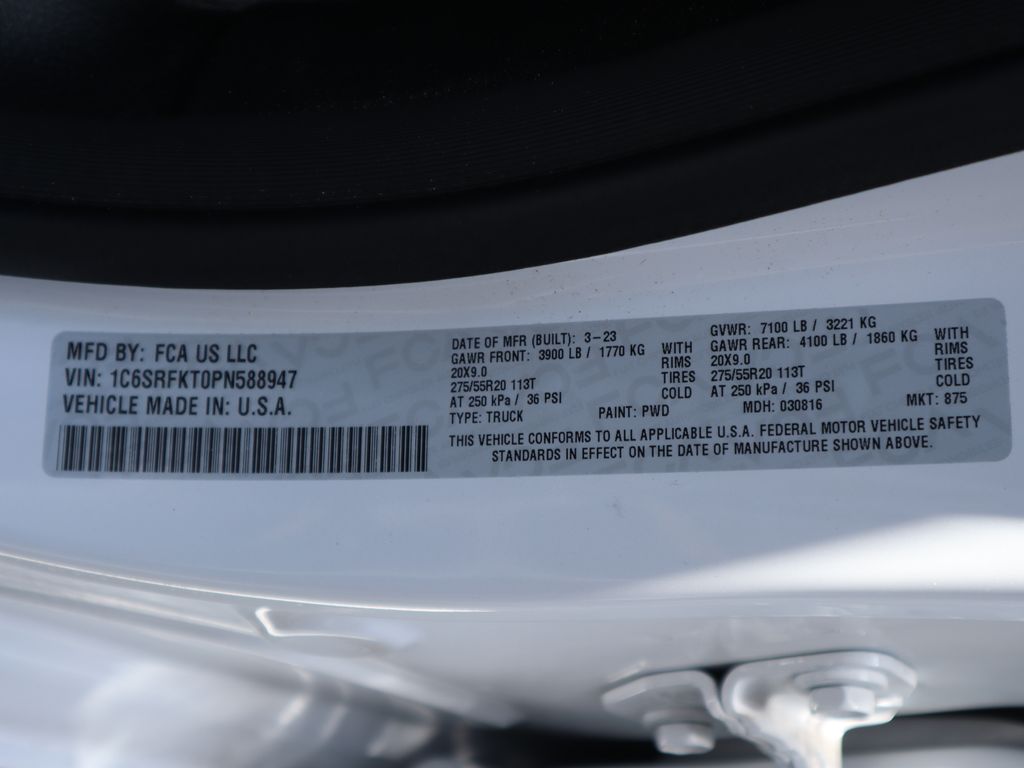 MFD BY: FCA US LLC
VIN: 1C6SRFKT0PN588947
VEHICLE MADE IN: U.S.A.
DATE OF MFR (BUILT): 3-23
GAWR FRONT: 3900 LB / 1770 KG WITH
20X9.0 RIMS
275/55R20 113T TIRES
AT 250 kPa / 36 PSI COLD
TYPE: TRUCK PAINT: PWD
GVWR: 7100 LB / 3221 KG
GAWR REAR: 4100 LB / 1860 KG WITH
20X9.0 RIMS
275/55R20 113T TIRES
AT 250 kPa / 36 PSI COLD
MDH: 030816 MKT: 875
THIS VEHICLE CONFORMS TO ALL APPLICABLE U.S.A. FEDERAL MOTOR VEHICLE SAFETY
STANDARDS IN EFFECT ON THE DATE OF MANUFACTURE SHOWN ABOVE.